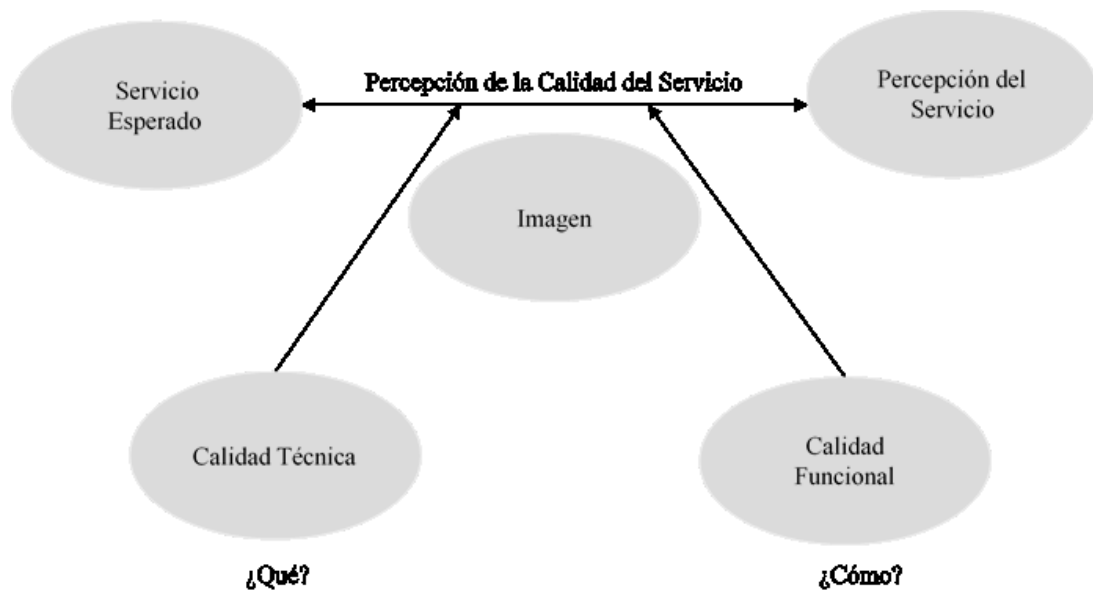 Percepción de la Calidad del Servicio
Servicio
Esperado
Percepción del
Servicio
Imagen
Calidad Técnica
Calidad
Funcional
¿Qué?
¿Cómo?